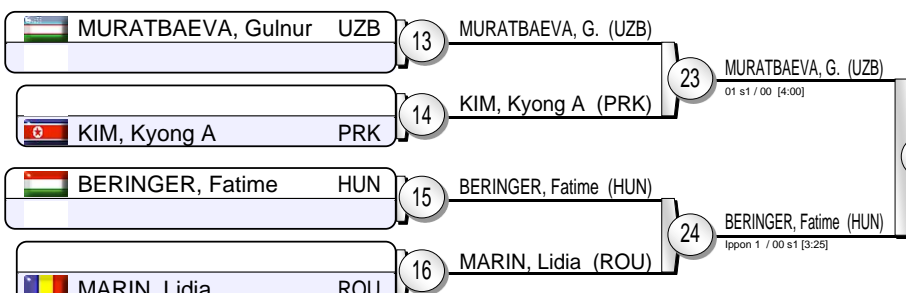 MURATBAEVA, Gulnur UZB
13
MURATBAEVA, G. (UZB)
23
MURATBAEVA, G. (UZB)
01 s1 / 00 [4:00]
14
KIM, Kyong A (PRK)
KIM, Kyong A PRK
BERINGER, Fatime HUN
15
BERINGER, Fatime (HUN)
24
BERINGER, Fatime (HUN)
Ippon 1 / 00 s1 [3:25]
16
MARIN, Lidia (ROU)
MARIN, Lidia ROU